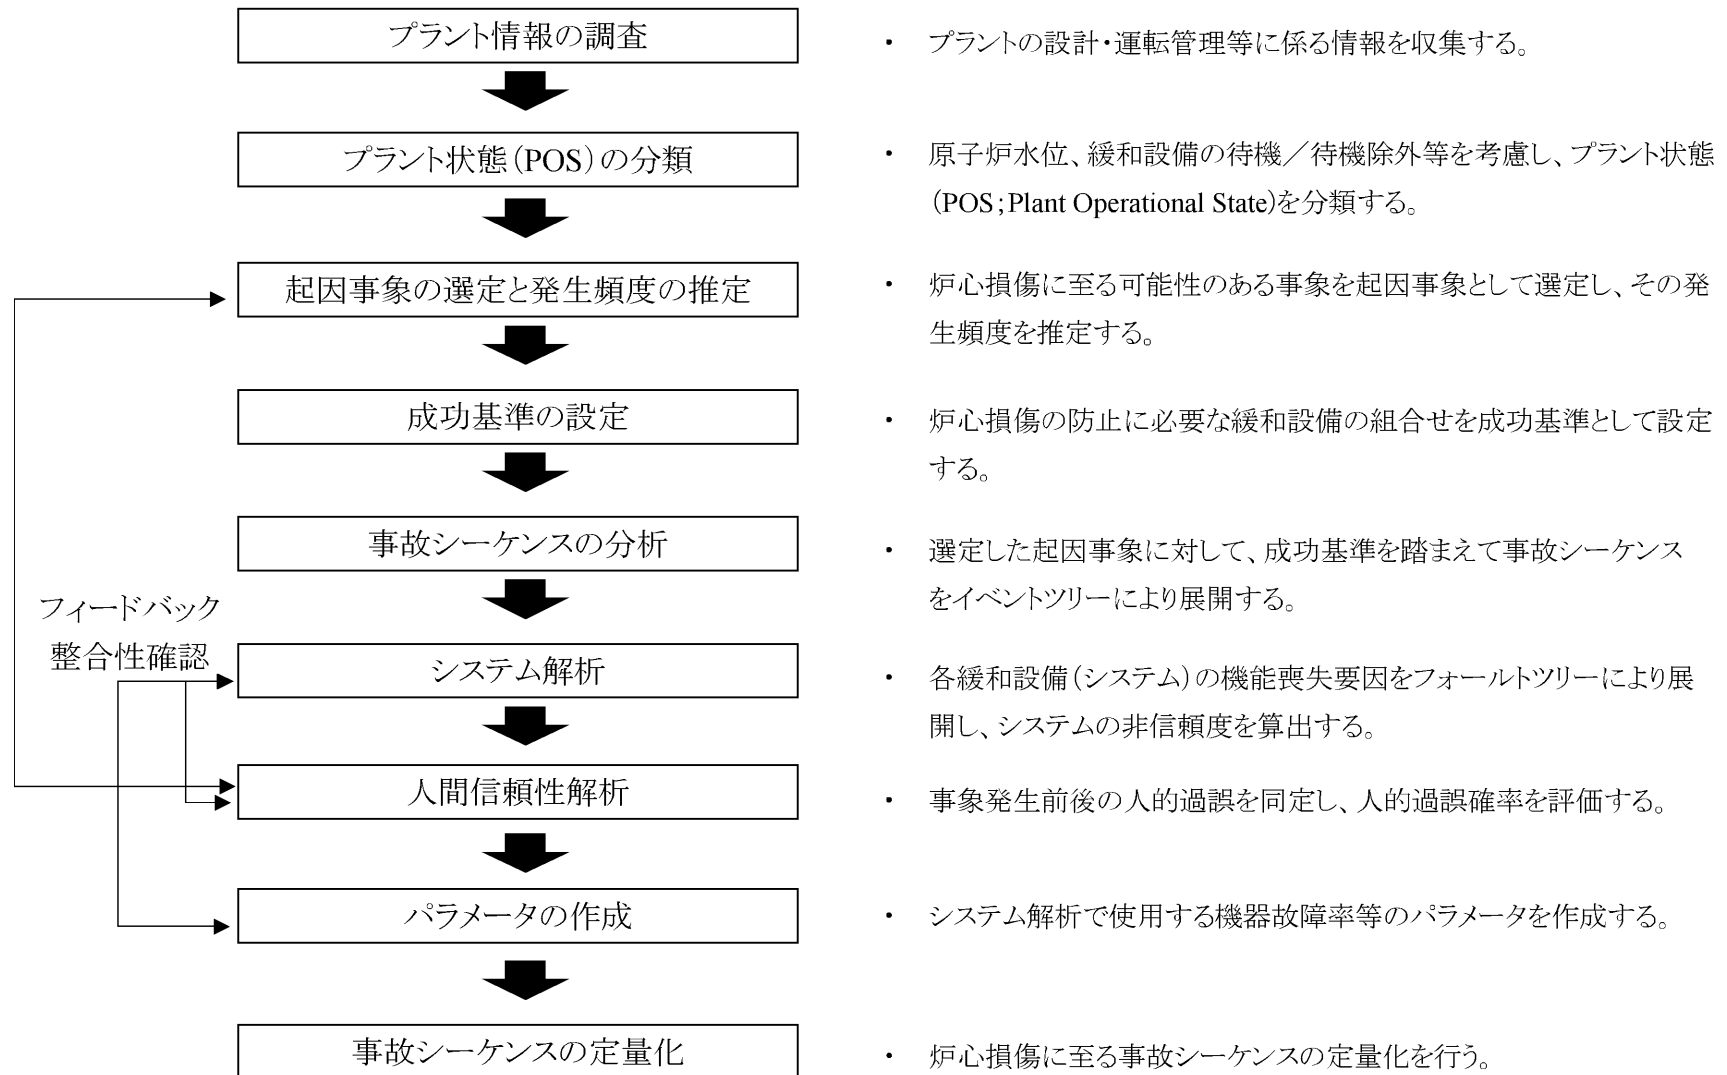 プラント情報の調査
・ プラントの設計・運転管理等に係る情報を収集する。
プラント状態(POS)の分類
・ 原子炉水位、緩和設備の待機／待機除外等を考慮し、プラント状態
(POS;Plant Operational State)を分類する。
起因事象の選定と発生頻度の推定
・ 炉心損傷に至る可能性のある事象を起因事象として選定し、その発
生頻度を推定する。
成功基準の設定
・ 炉心損傷の防止に必要な緩和設備の組合せを成功基準として設定
する。
事故シーケンスの分析
・ 選定した起因事象に対して、成功基準を踏まえて事故シーケンス
をイベントツリーにより展開する。
フィードバック
整合性確認
システム解析
・ 各緩和設備(システム)の機能喪失要因をフォールトツリーにより展
開し、システムの非信頼度を算出する。
人間信頼性解析
・ 事象発生前後の人的過誤を同定し、人的過誤確率を評価する。
パラメータの作成
・ システム解析で使用する機器故障率等のパラメータを作成する。
事故シーケンスの定量化
・ 炉心損傷に至る事故シーケンスの定量化を行う。